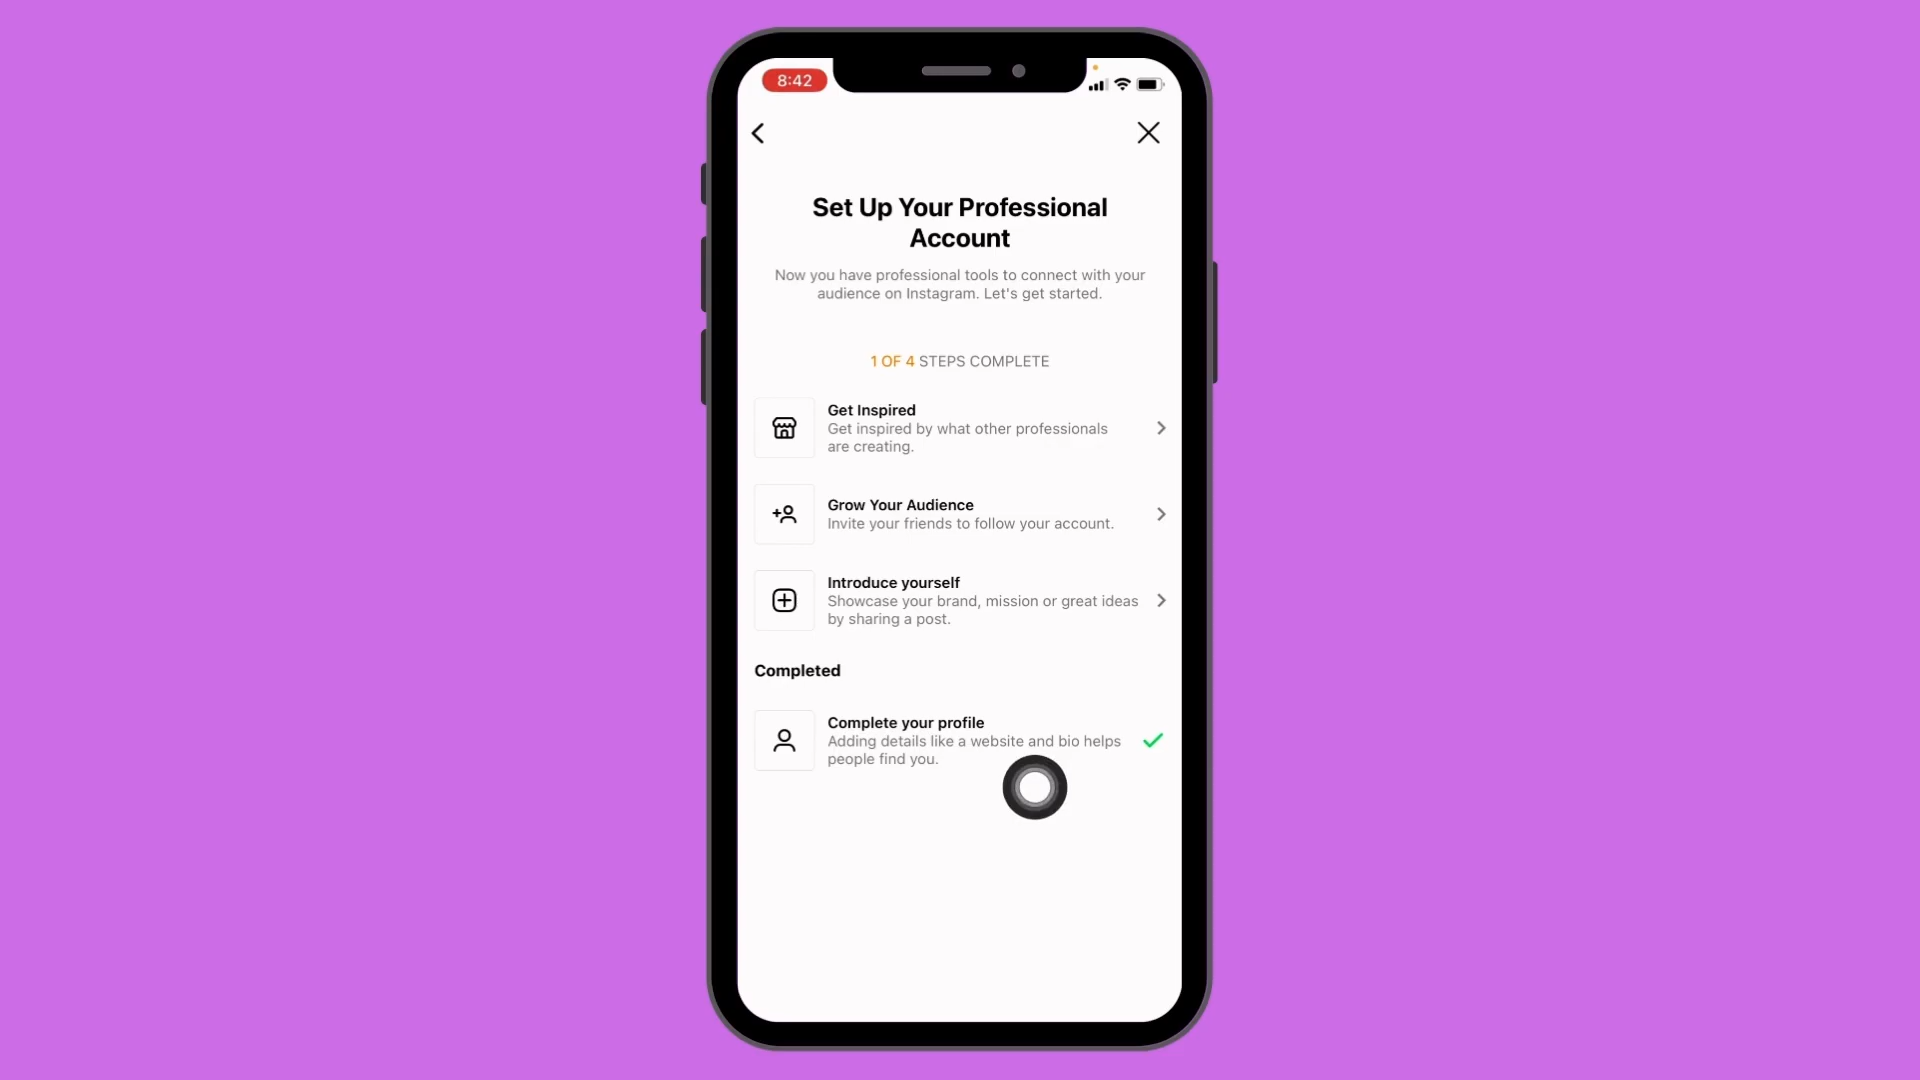 8:42
Set Up Your Professional
Account
Now you have professional tools to connect with your
audience on Instagram. Let's get started.
1 OF 4 STEPS COMPLETE
Get Inspired
Get inspired by what other professionals
are creating.
Grow Your Audience
Invite your friends to follow your account.
Introduce yourself
Showcase your brand, mission or great ideas
by sharing a post.
Completed
Complete your profile
Adding details like a website and bio helps
people find you.